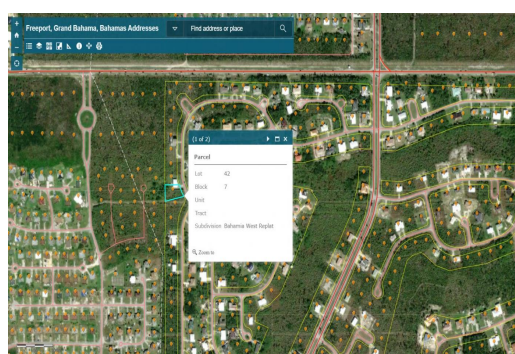 Freeport, Grand Bahama, Bahamas Addresses
Find address or place
(1 of 2)
Parcel
Lot 42
Block 7
Unit
Tract
Subdivision Bahamia West Replat
Zoom to